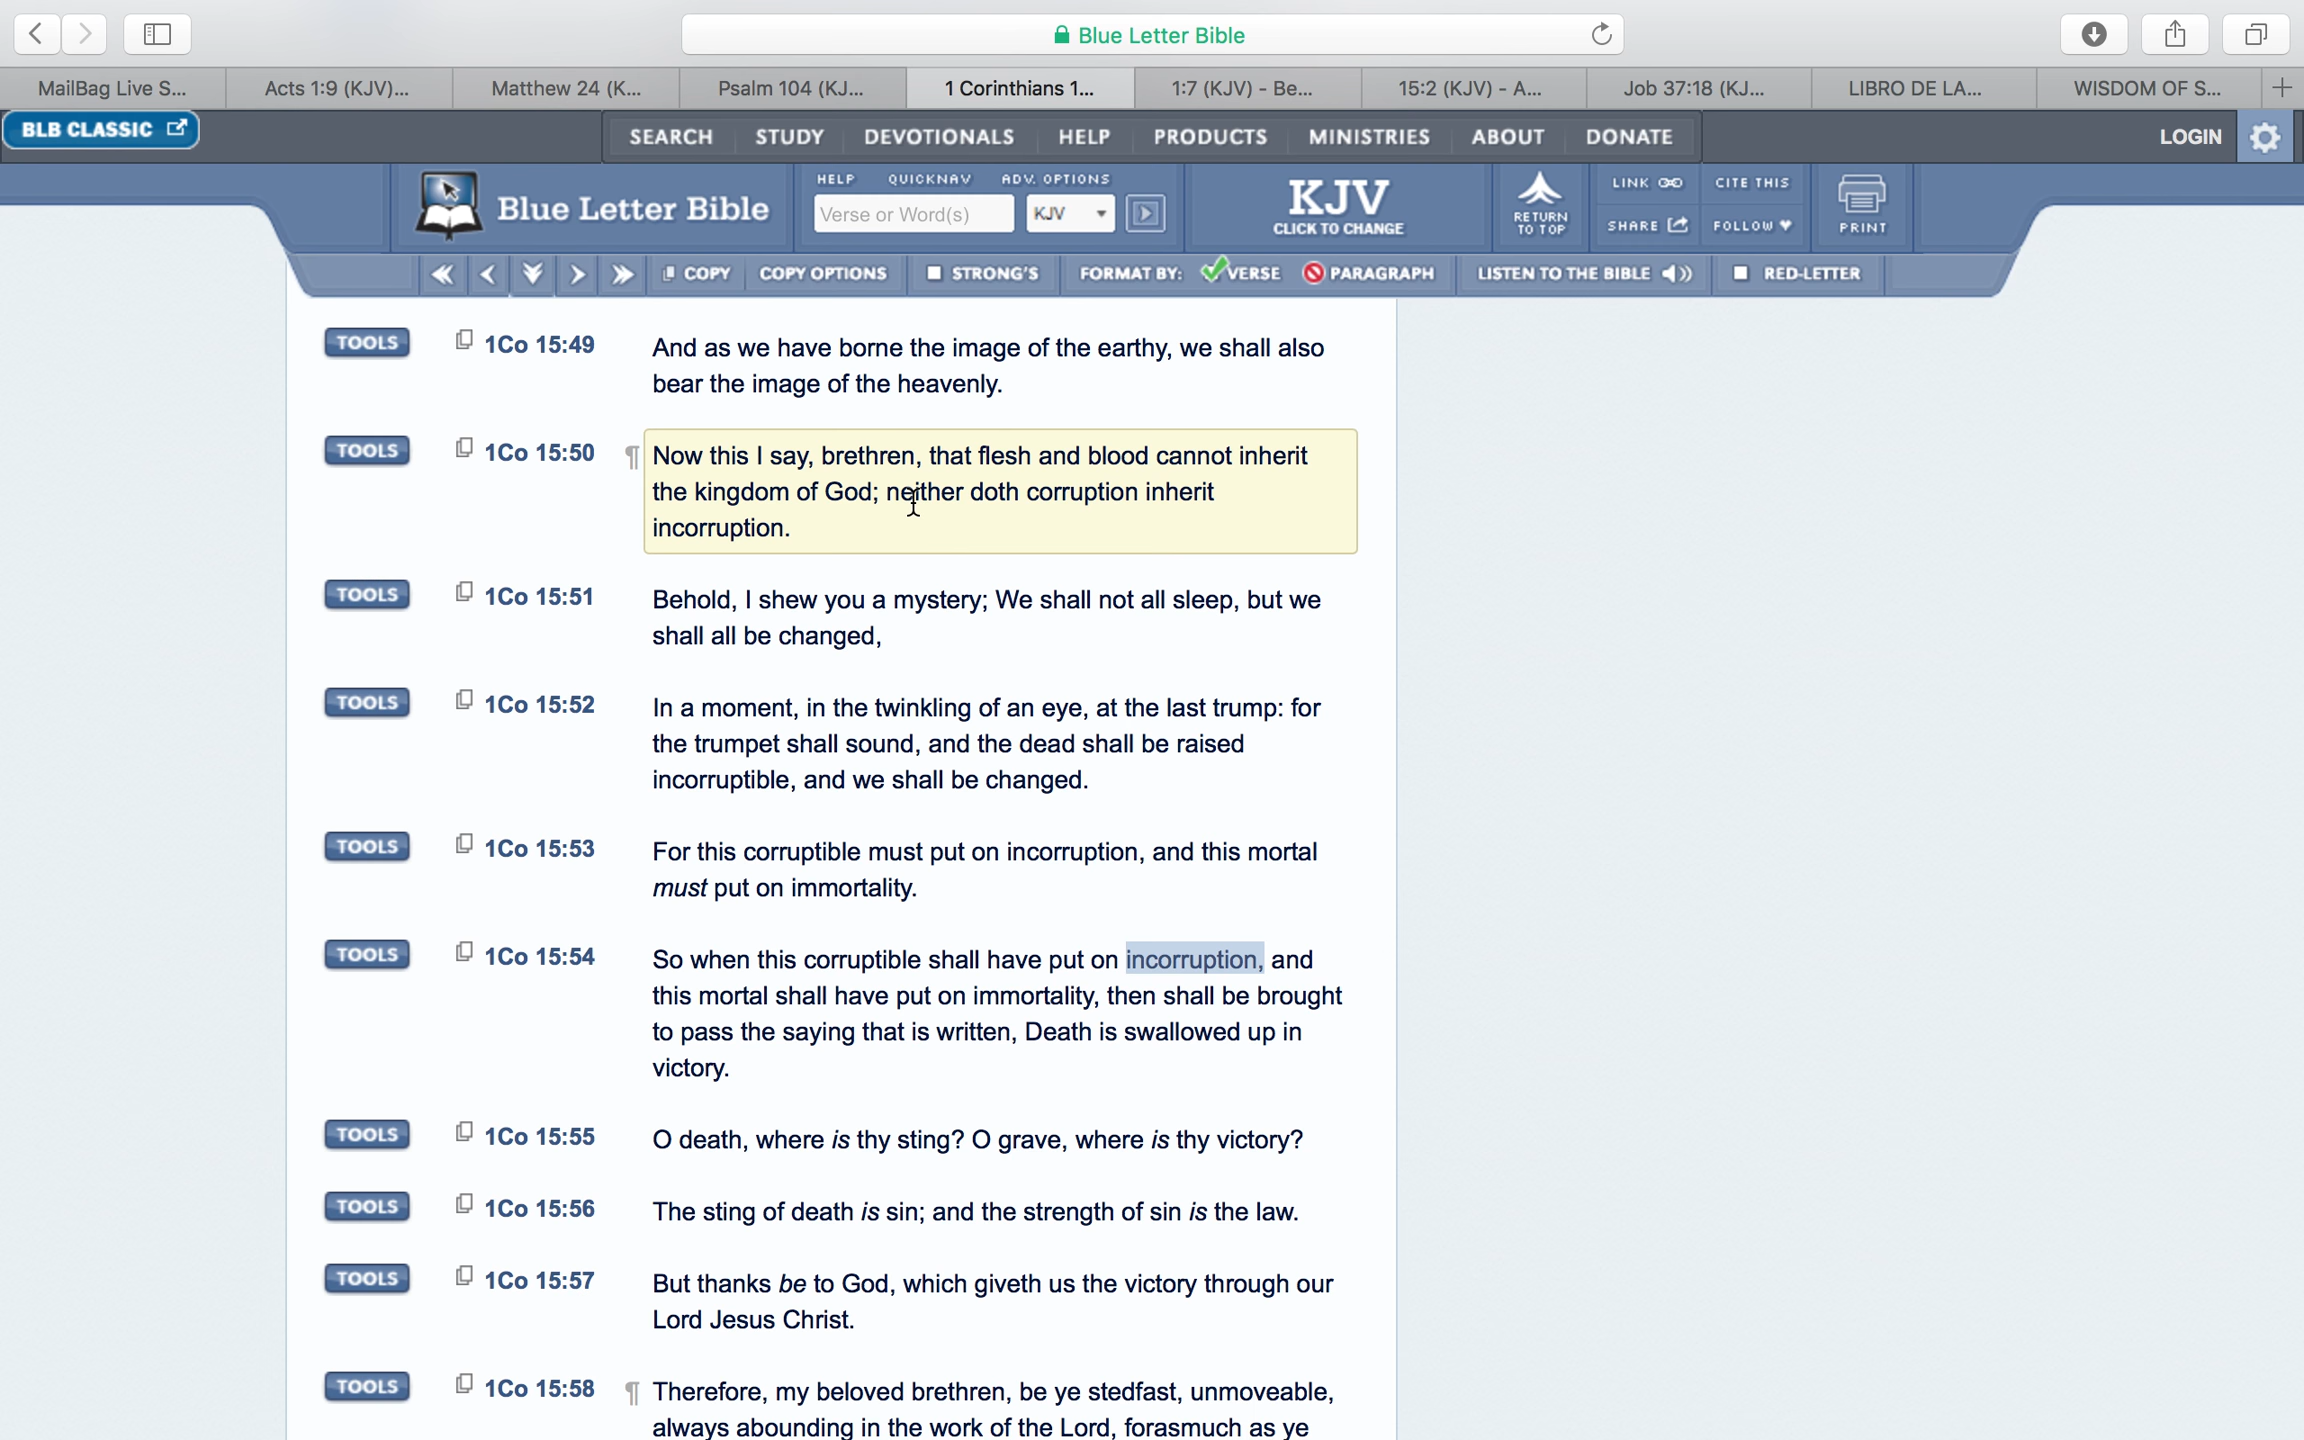 Blue Letter Bible
MailBag Live S...
Acts 1:9 (KJV)...
Matthew 24 (K...
Psalm 104 (KJ...
1 Corinthians 1...
1:7 (KJV) - Be...
15:2 (KJV) - A...
Job 37:18 (KJ...
LIBRO DE LA...
WISDOM OF S...
BLB CLASSIC
SEARCH STUDY DEVOTIONALS HELP PRODUCTS MINISTRIES ABOUT DONATE
LOGIN
Blue Letter Bible
HELP QUICKNAV ADV. OPTIONS
Verse or Word(s) KJV
KJV
CLICK TO CHANGE
RETURN
TO TOP
LINK CITE THIS
SHARE FOLLOW
PRINT
COPY COPY OPTIONS STRONG'S FORMAT BY: VERSE PARAGRAPH LISTEN TO THE BIBLE RED-LETTER
TOOLS 1Co 15:49 And as we have borne the image of the earthy, we shall also
bear the image of the heavenly.
TOOLS 1Co 15:50 ¶ Now this I say, brethren, that flesh and blood cannot inherit
the kingdom of God; neither doth corruption inherit
incorruption.
TOOLS 1Co 15:51 Behold, I shew you a mystery; We shall not all sleep, but we
shall all be changed,
TOOLS 1Co 15:52 In a moment, in the twinkling of an eye, at the last trump: for
the trumpet shall sound, and the dead shall be raised
incorruptible, and we shall be changed.
TOOLS 1Co 15:53 For this corruptible must put on incorruption, and this mortal
must put on immortality.
TOOLS 1Co 15:54 So when this corruptible shall have put on incorruption, and
this mortal shall have put on immortality, then shall be brought
to pass the saying that is written, Death is swallowed up in
victory.
TOOLS 1Co 15:55 O death, where is thy sting? O grave, where is thy victory?
TOOLS 1Co 15:56 The sting of death is sin; and the strength of sin is the law.
TOOLS 1Co 15:57 But thanks be to God, which giveth us the victory through our
Lord Jesus Christ.
TOOLS 1Co 15:58 ¶ Therefore, my beloved brethren, be ye stedfast, unmoveable,
always abounding in the work of the Lord, forasmuch as ye